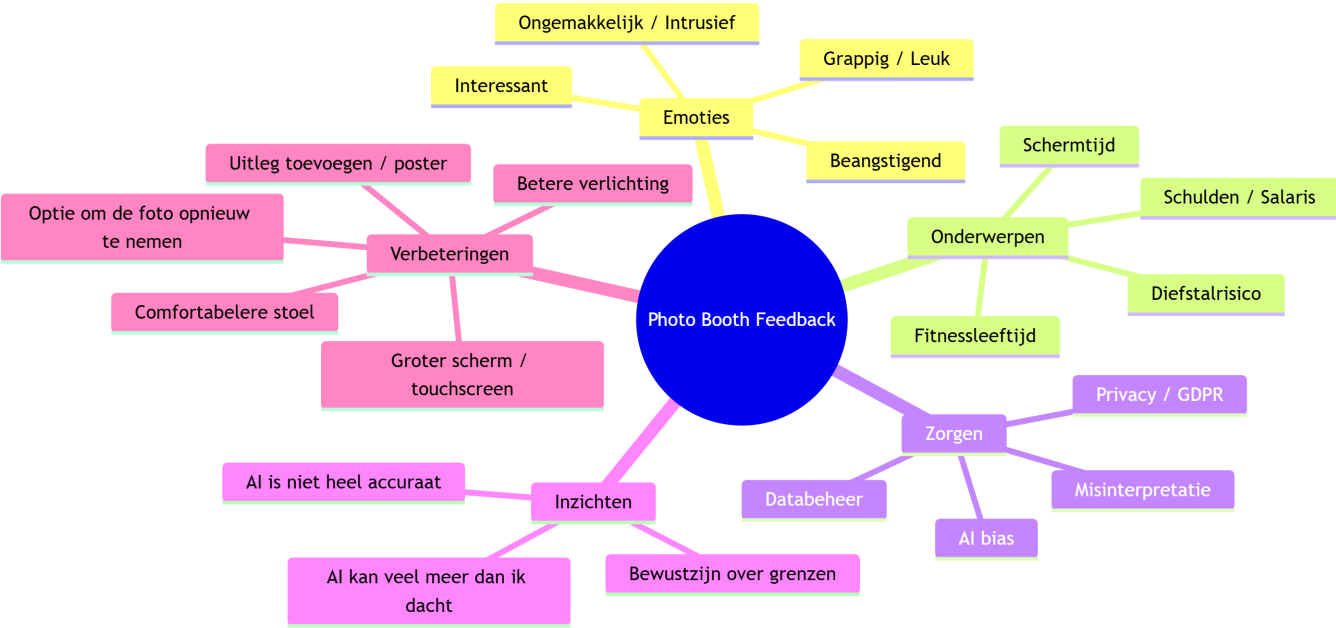 Photo Booth Feedback
Emoties
Ongemakkelijk / Intrusief
Grappig / Leuk
Interessant
Beangstigend
Onderwerpen
Schermtijd
Schulden / Salaris
Diefstalrisico
Fitnessleeftijd
Zorgen
Privacy / GDPR
Misinterpretatie
AI bias
Databeheer
Inzichten
AI is niet heel accuraat
AI kan veel meer dan ik
dacht
Bewustzijn over grenzen
Verbeteringen
Uitleg toevoegen / poster
Betere verlichting
Optie om de foto opnieuw
te nemen
Comfortabelere stoel
Groter scherm /
touchscreen